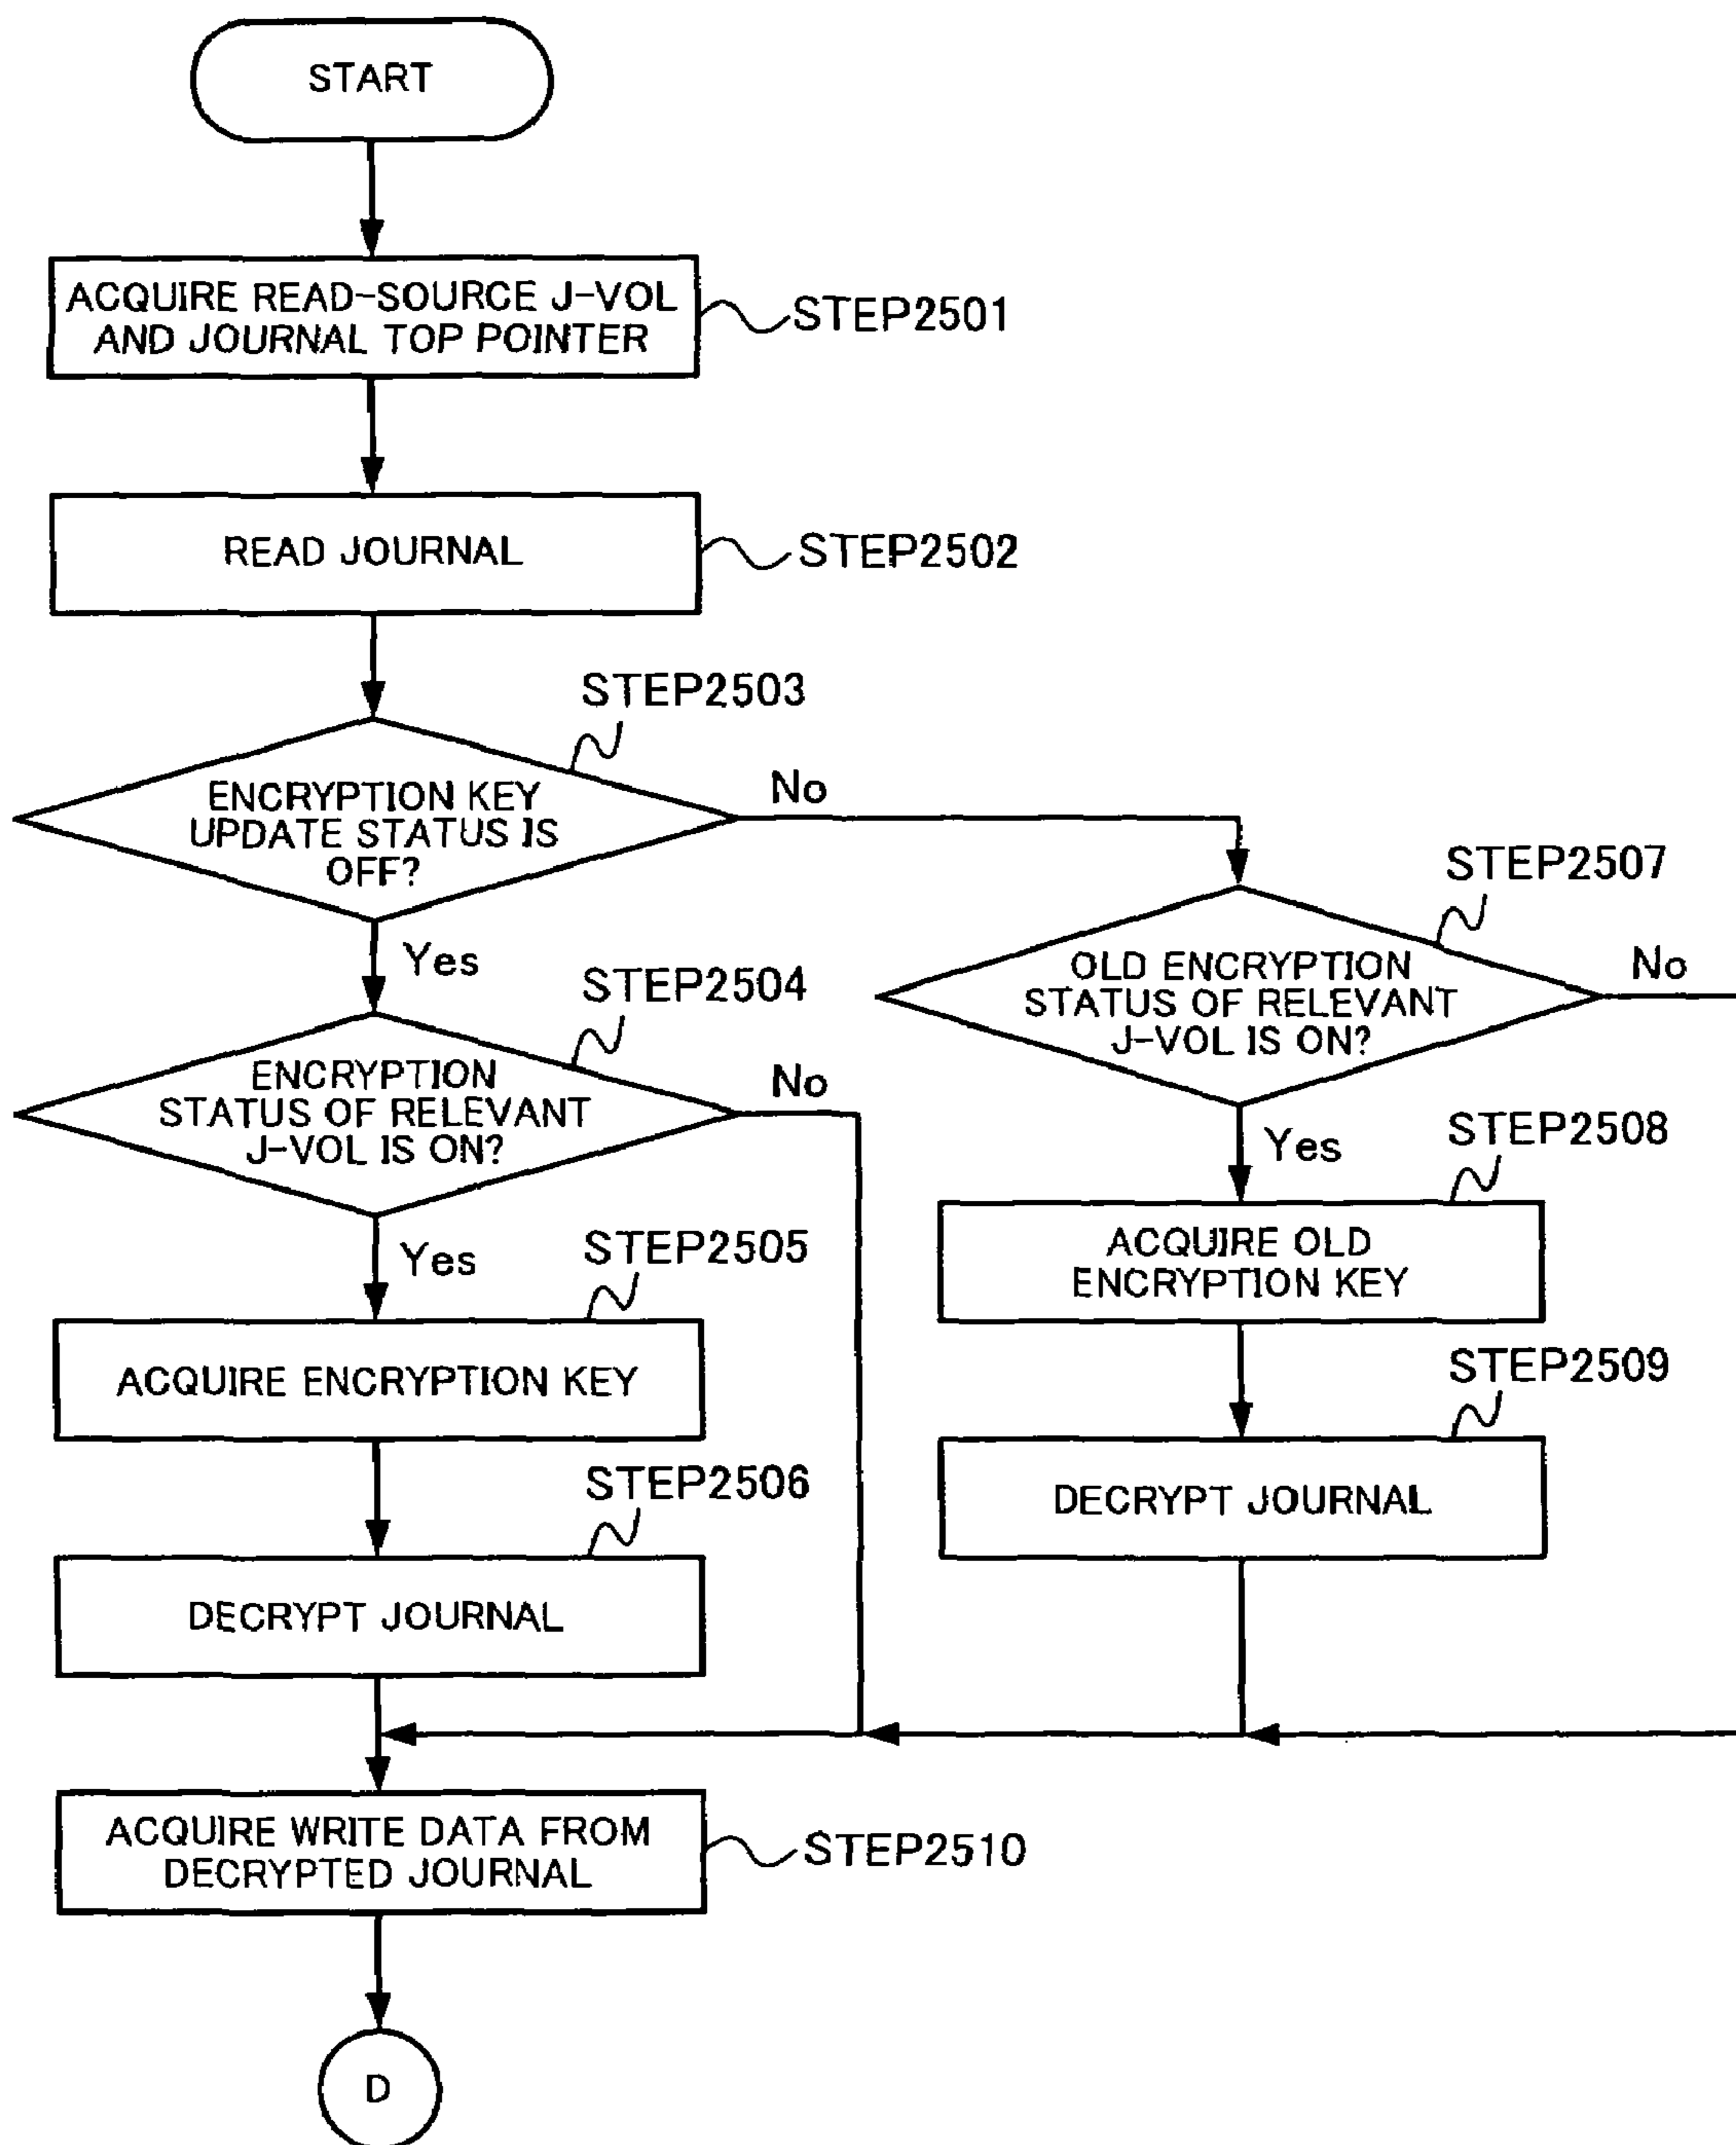 START
ACQUIRE READ-SOURCE J-VOL
AND JOURNAL TOP POINTER
STEP2501
READ JOURNAL
STEP2502
STEP2503
ENCRYPTION KEY
UPDATE STATUS IS
OFF?
No
Yes
STEP2504
ENCRYPTION
STATUS OF RELEVANT
J-VOL IS ON?
No
Yes
STEP2505
ACQUIRE ENCRYPTION KEY
STEP2506
DECRYPT JOURNAL
STEP2507
OLD ENCRYPTION
STATUS OF RELEVANT
J-VOL IS ON?
No
Yes
STEP2508
ACQUIRE OLD
ENCRYPTION KEY
STEP2509
DECRYPT JOURNAL
ACQUIRE WRITE DATA FROM
DECRYPTED JOURNAL
STEP2510
D